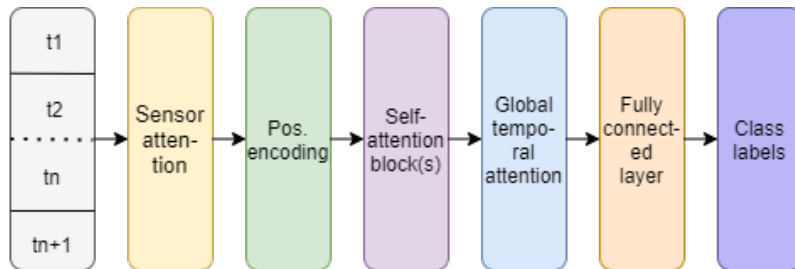 t1
t2
tn
tn+1
Sensor
atten-
tion
Pos.
encoding
Self-
attention
block(s)
Global
tempo-
ral
attention
Fully
connect-
ed
layer
Class
labels